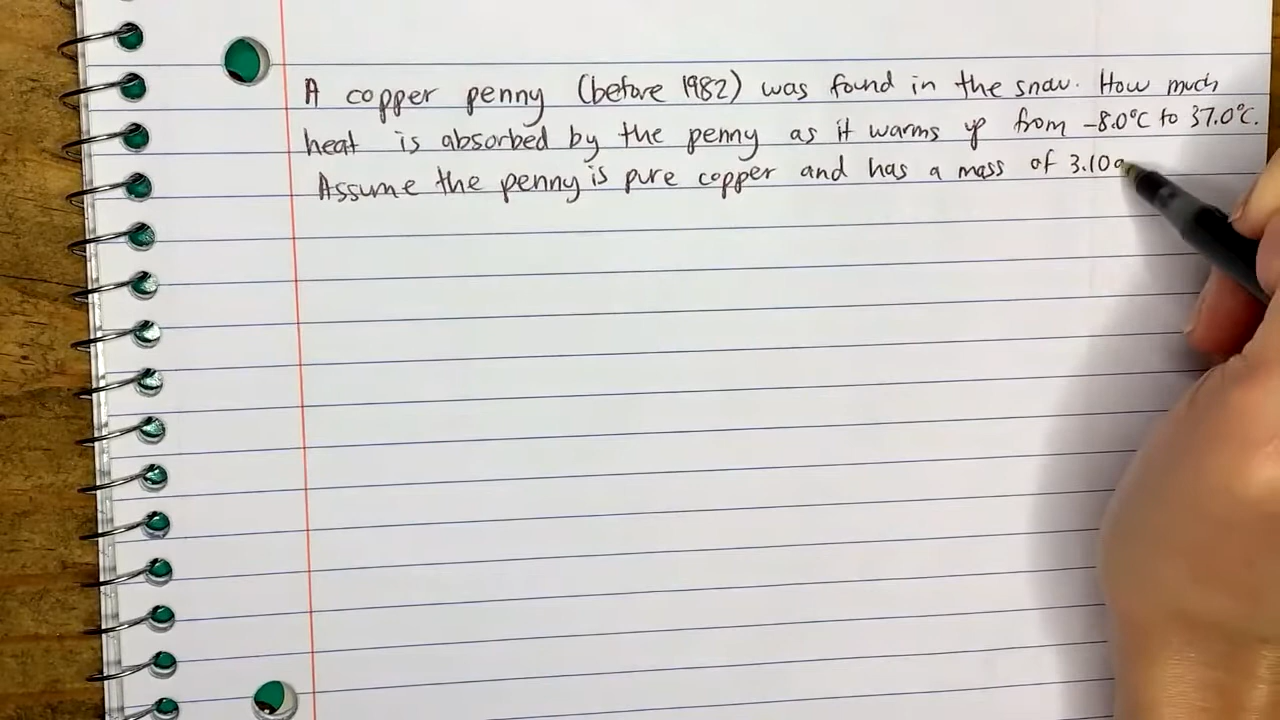 A copper penny (before 1982) was found in the snow. How much
heat is absorbed by the penny as it warms up from -8.0°C to 37.0°C.
Assume the penny is pure copper and has a mass of 3.10g